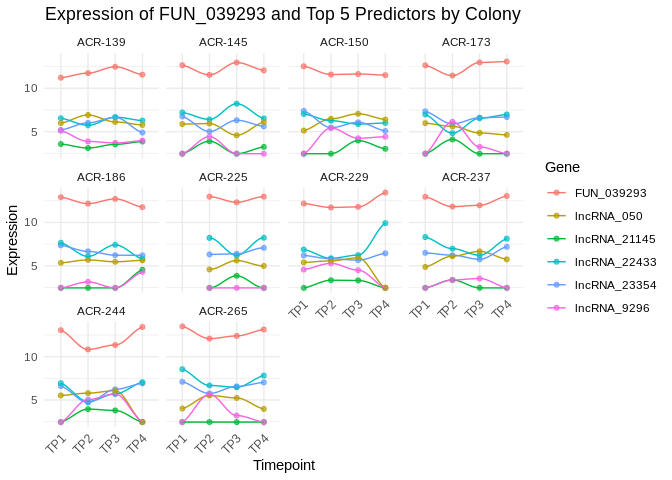 Expression of FUN_039293 and Top 5 Predictors by Colony
ACR-139 ACR-145 ACR-150 ACR-173
10
5
ACR-186 ACR-225 ACR-229 ACR-237
10
5
TP1 TP2 TP3 TP4 TP1 TP2 TP3 TP4
ACR-244 ACR-265
10
5
TP1 TP2 TP3 TP4 TP1 TP2 TP3 TP4
Timepoint
Expression
Gene
FUN_039293
lncRNA_050
lncRNA_21145
lncRNA_22433
lncRNA_23354
lncRNA_9296